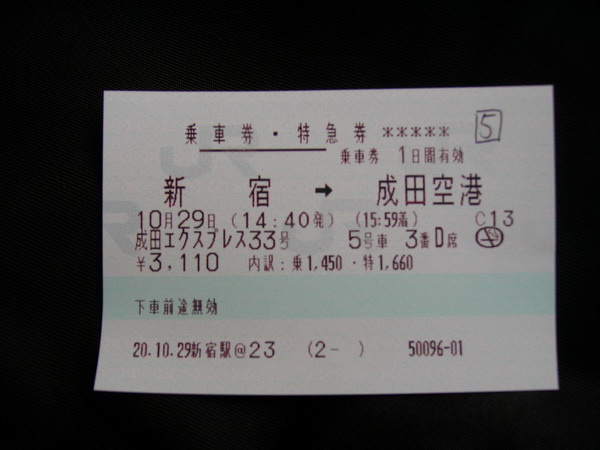 乗車券・特急券 ＊＊＊＊＊ 5
乗車券 1日間有効
新宿 → 成田空港
10月29日 (14:40発) (15:59着) C13
成田エクスプレス33号 5号車 3番D席
¥3,110 内訳:乗1,450・特1,660
下車前途無効
20.10.29新宿駅@23 (2- ) 50096-01